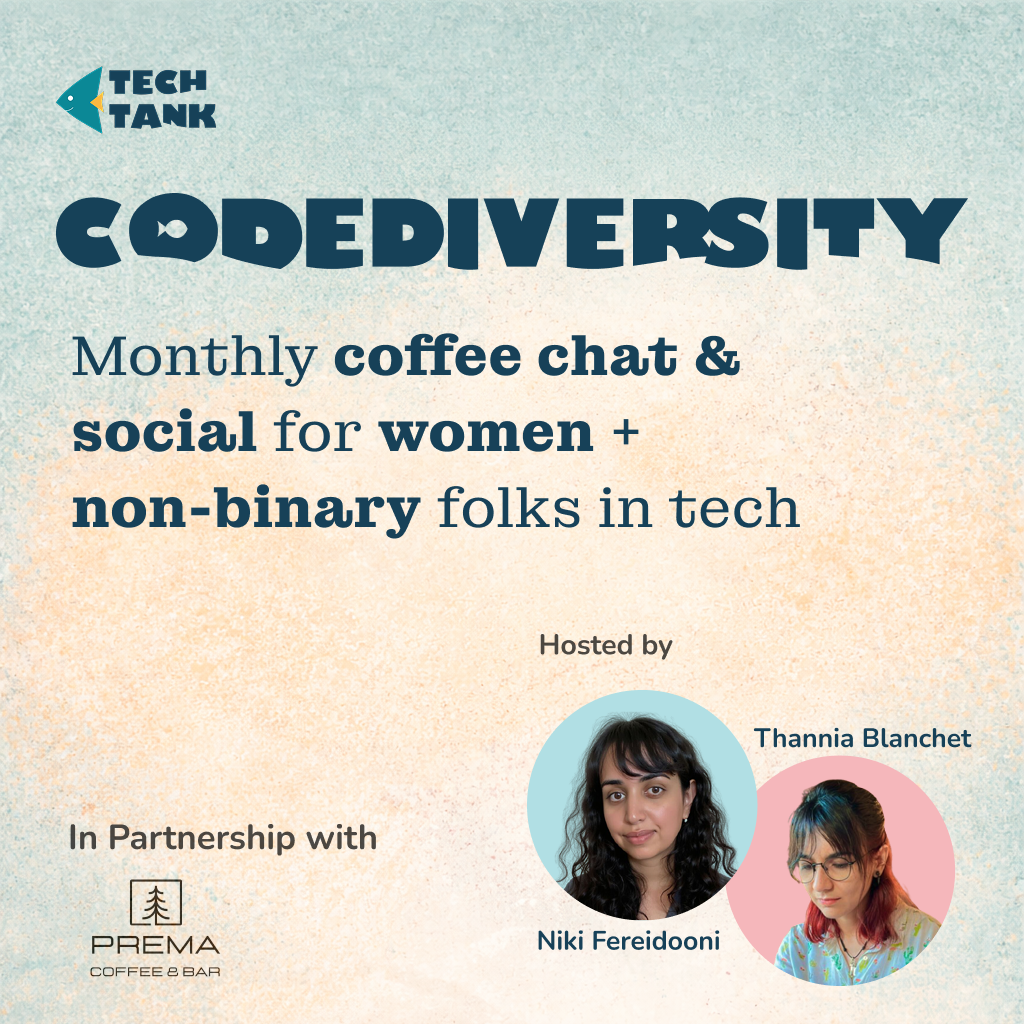 TECH
TANK
CODEDIVERSITY
Monthly coffee chat &
social for women +
non-binary folks in tech
Hosted by
Thannia Blanchet
Niki Fereidooni
In Partnership with
PREMA
COFFEE & BAR